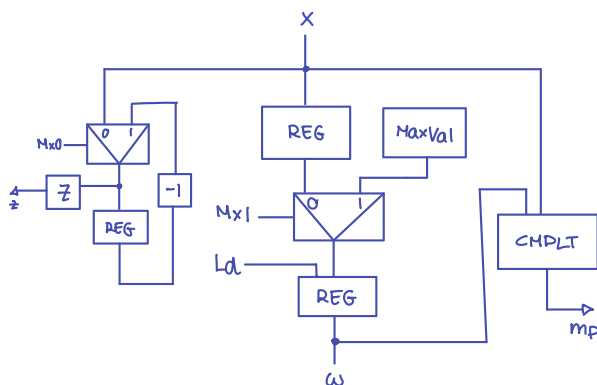 X
0 1
Mx0
REG
MaxVal
Z
-1
z
REG
0 1
Mx1
CMPLT
Ld
REG
mp
ω